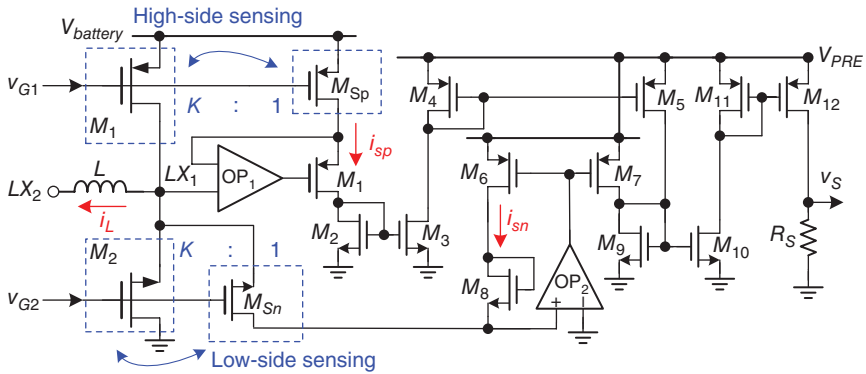 High-side sensing
V_battery
V_PRE
v_G1
M_Sp
M_4
M_5
M_11
M_12
K : 1
M_1
i_sp
LX_2
L
LX_1
OP_1
M_1
M_6
M_7
v_S
i_L
M_2
M_3
i_sn
M_9
M_10
R_S
M_2
K : 1
M_8
OP_2
v_G2
M_Sn
+ −
Low-side sensing